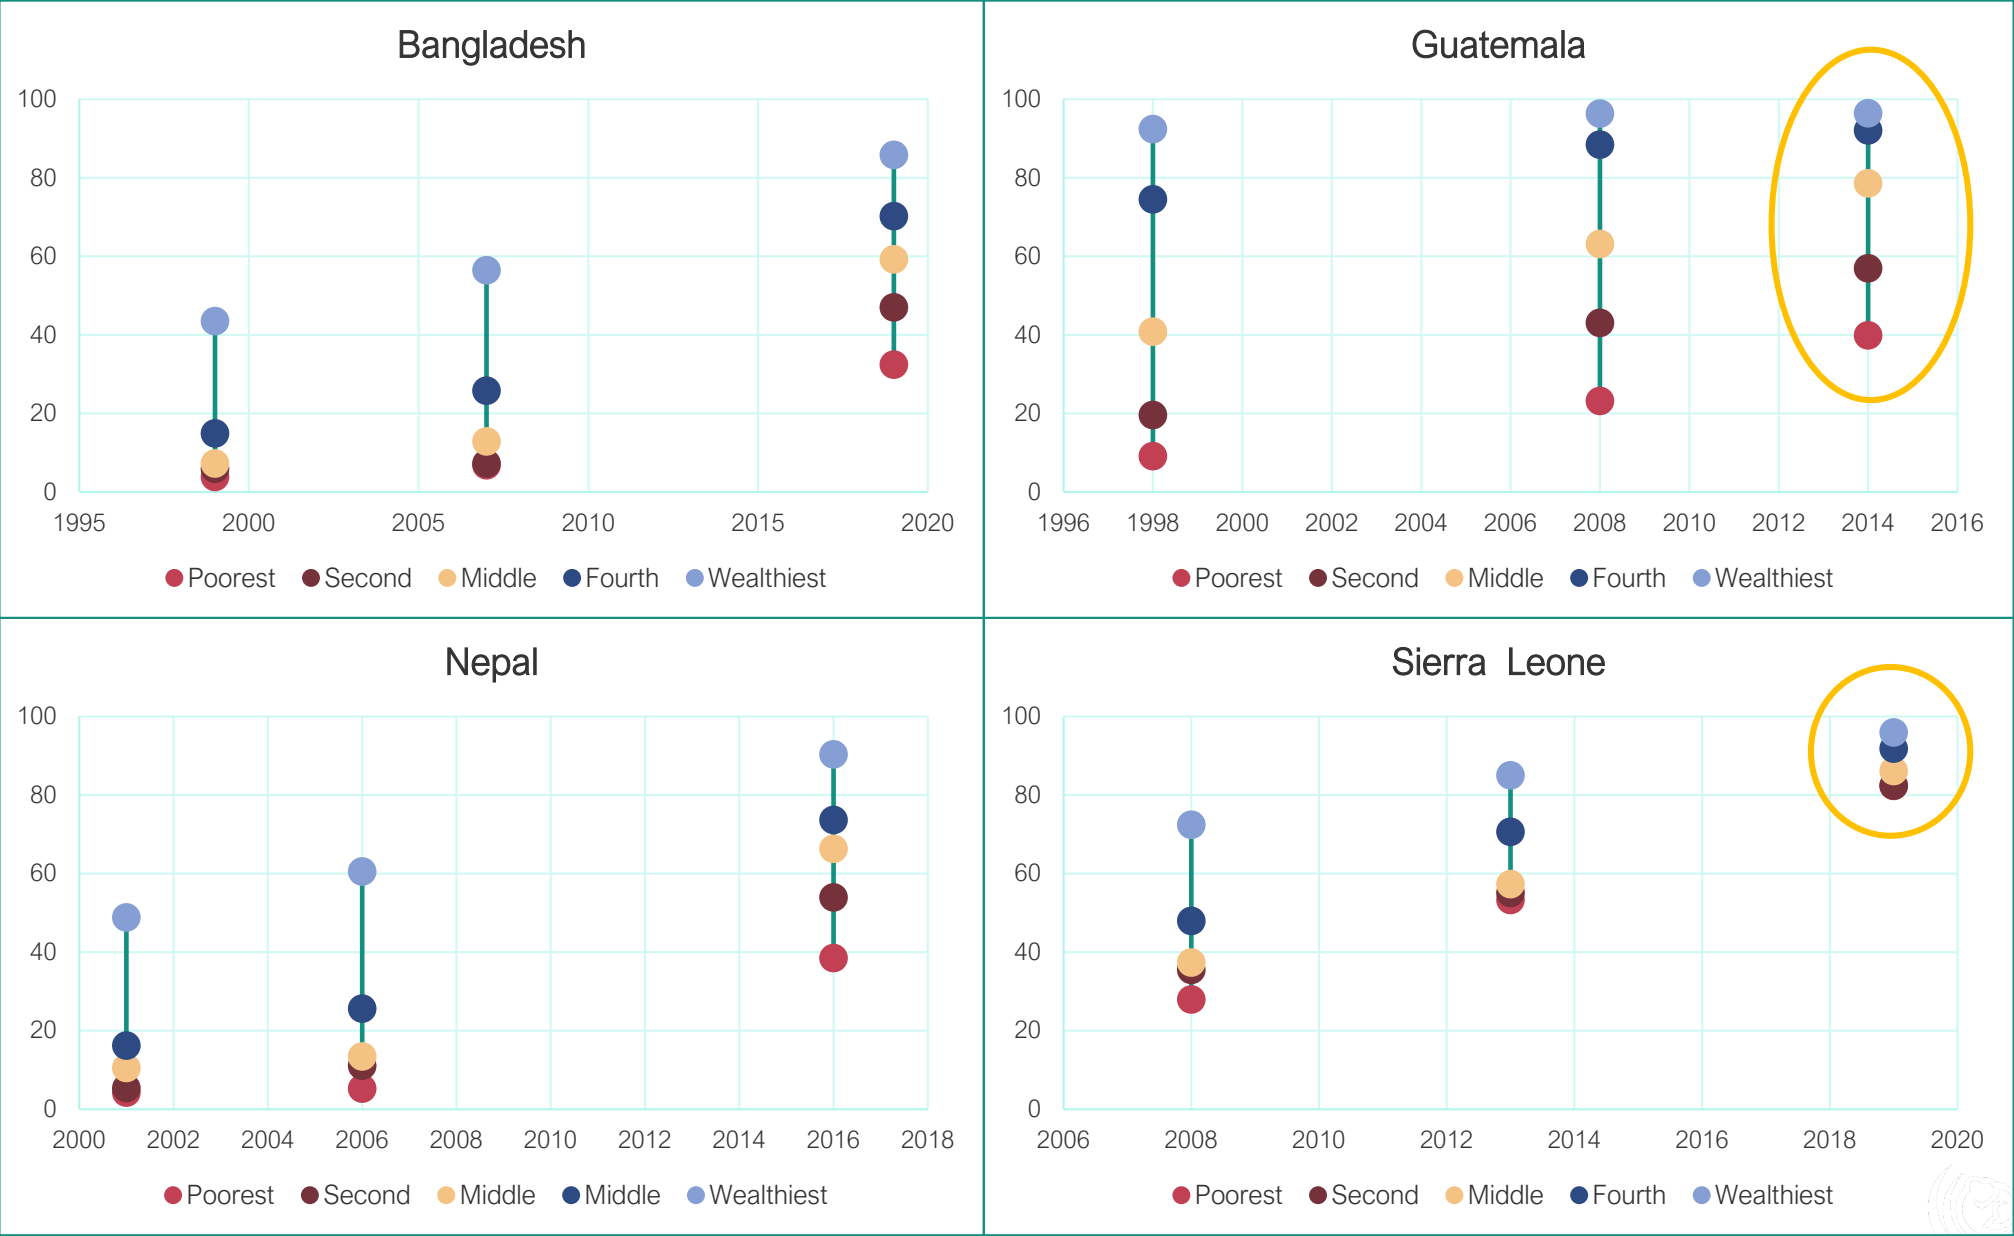 Bangladesh
100
80
60
40
20
0
1995 2000 2005 2010 2015 2020
Poorest Second Middle Fourth Wealthiest
Guatemala
100
80
60
40
20
0
1996 1998 2000 2002 2004 2006 2008 2010 2012 2014 2016
Poorest Second Middle Fourth Wealthiest
Nepal
100
80
60
40
20
0
2000 2002 2004 2006 2008 2010 2012 2014 2016 2018
Poorest Second Middle Middle Wealthiest
Sierra Leone
100
80
60
40
20
0
2006 2008 2010 2012 2014 2016 2018 2020
Poorest Second Middle Fourth Wealthiest